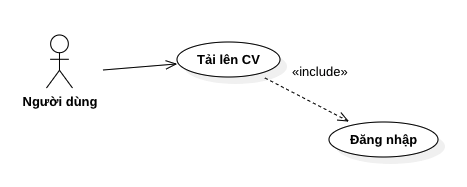 Tải lên CV
«include»
Người dùng
Đăng nhập